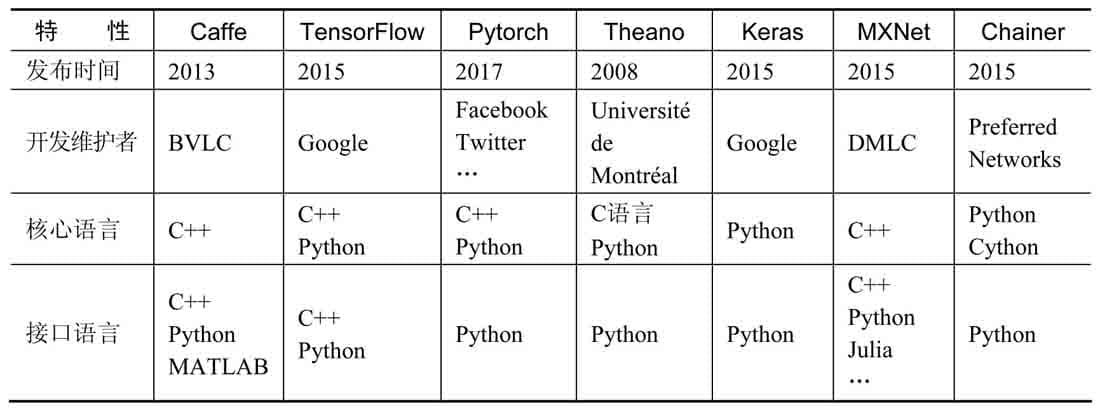 特 性 Caffe TensorFlow Pytorch Theano Keras MXNet Chainer
发布时间 2013 2015 2017 2008 2015 2015 2015
开发维护者 BVLC Google Facebook Twitter … Université de Montréal Google DMLC Preferred Networks
核心语言 C++ C++ Python C++ Python C语言 Python Python C++ Python Cython
接口语言 C++ Python MATLAB C++ Python Python Python Python C++ Python Julia … Python